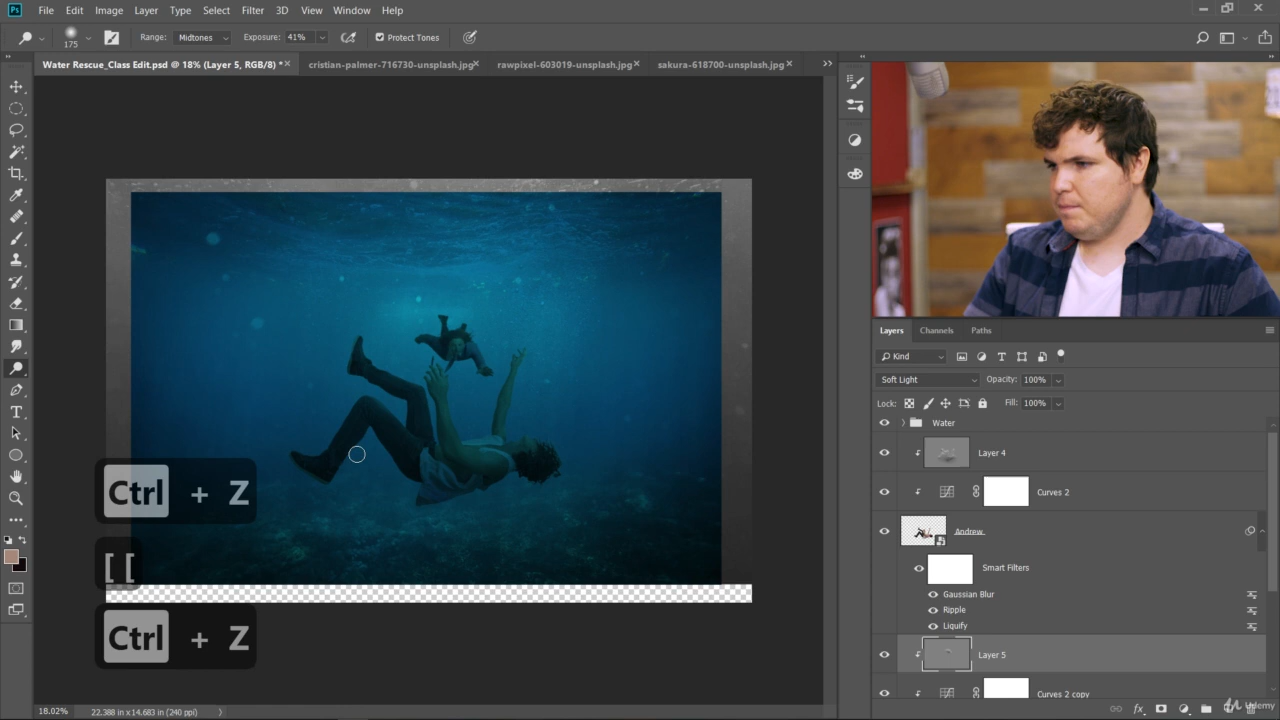 Ps File Edit Image Layer Type Select Filter 3D View Window Help
175 Range: Midtones Exposure: 41% Protect Tones
Water Rescue_Class Edit.psd @ 18% (Layer 5, RGB/8) * cristian-palmer-716730-unsplash.jpg rawpixel-603019-unsplash.jpg sakura-618700-unsplash.jpg
Layers Channels Paths
Kind
Soft Light Opacity: 100%
Lock: Fill: 100%
Water
Layer 4
Curves 2
Andrew
Smart Filters
Gaussian Blur
Ripple
Liquify
Layer 5
Curves 2 copy
Ctrl + Z
[ [
Ctrl + Z
18.02% 22.388 in x 14.683 in (240 ppi)
Udemy